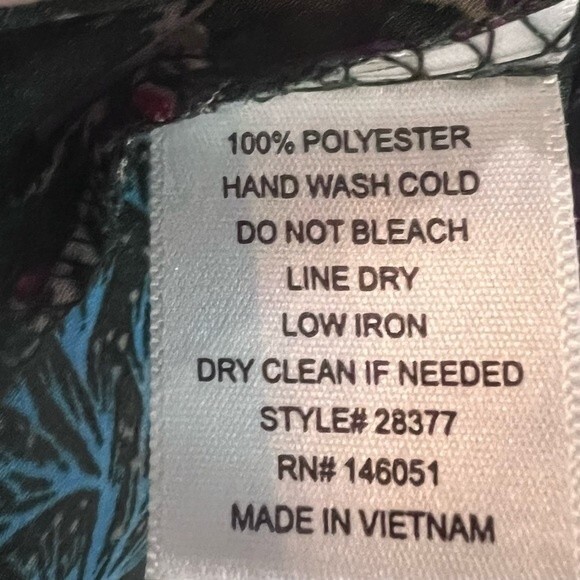 100% POLYESTER
HAND WASH COLD
DO NOT BLEACH
LINE DRY
LOW IRON
DRY CLEAN IF NEEDED
STYLE# 28377
RN# 146051
MADE IN VIETNAM